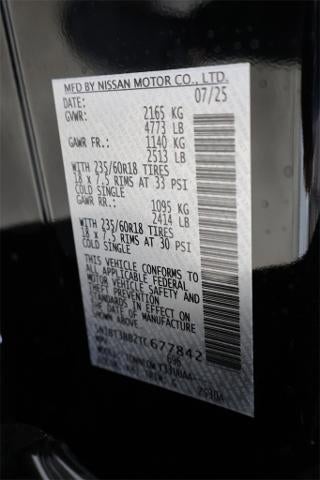 MFD BY NISSAN MOTOR CO., LTD.
DATE: 07/25
GVWR: 2165 KG
4773 LB
GAWR FR.: 1140 KG
2513 LB
WITH 235/60R18 TIRES
18 x 7.5 RIMS AT 33 PSI
COLD SINGLE
GAWR RR.: 1095 KG
2414 LB
WITH 235/60R18 TIRES
18 x 7.5 RIMS AT 30 PSI
COLD SINGLE
THIS VEHICLE CONFORMS TO
ALL APPLICABLE FEDERAL
MOTOR VEHICLE SAFETY AND
THEFT PREVENTION
STANDARDS IN EFFECT ON
THE DATE OF MANUFACTURE
SHOWN ABOVE
677842